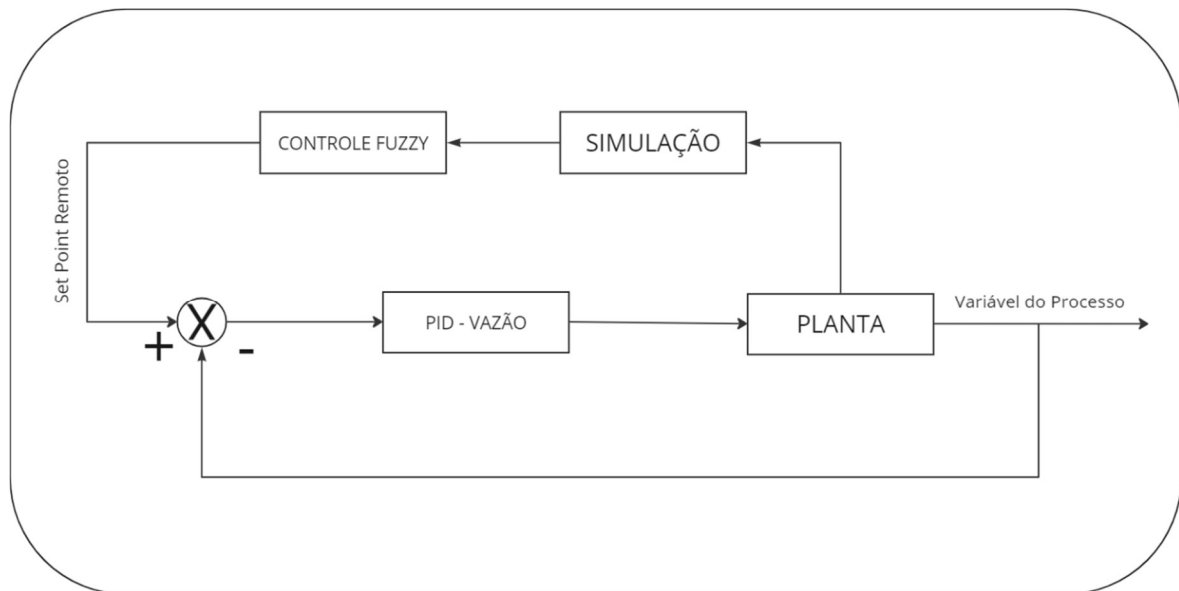 CONTROLE FUZZY
SIMULAÇÃO
Set Point Remoto
X
+
-
PID - VAZÃO
PLANTA
Variável do Processo